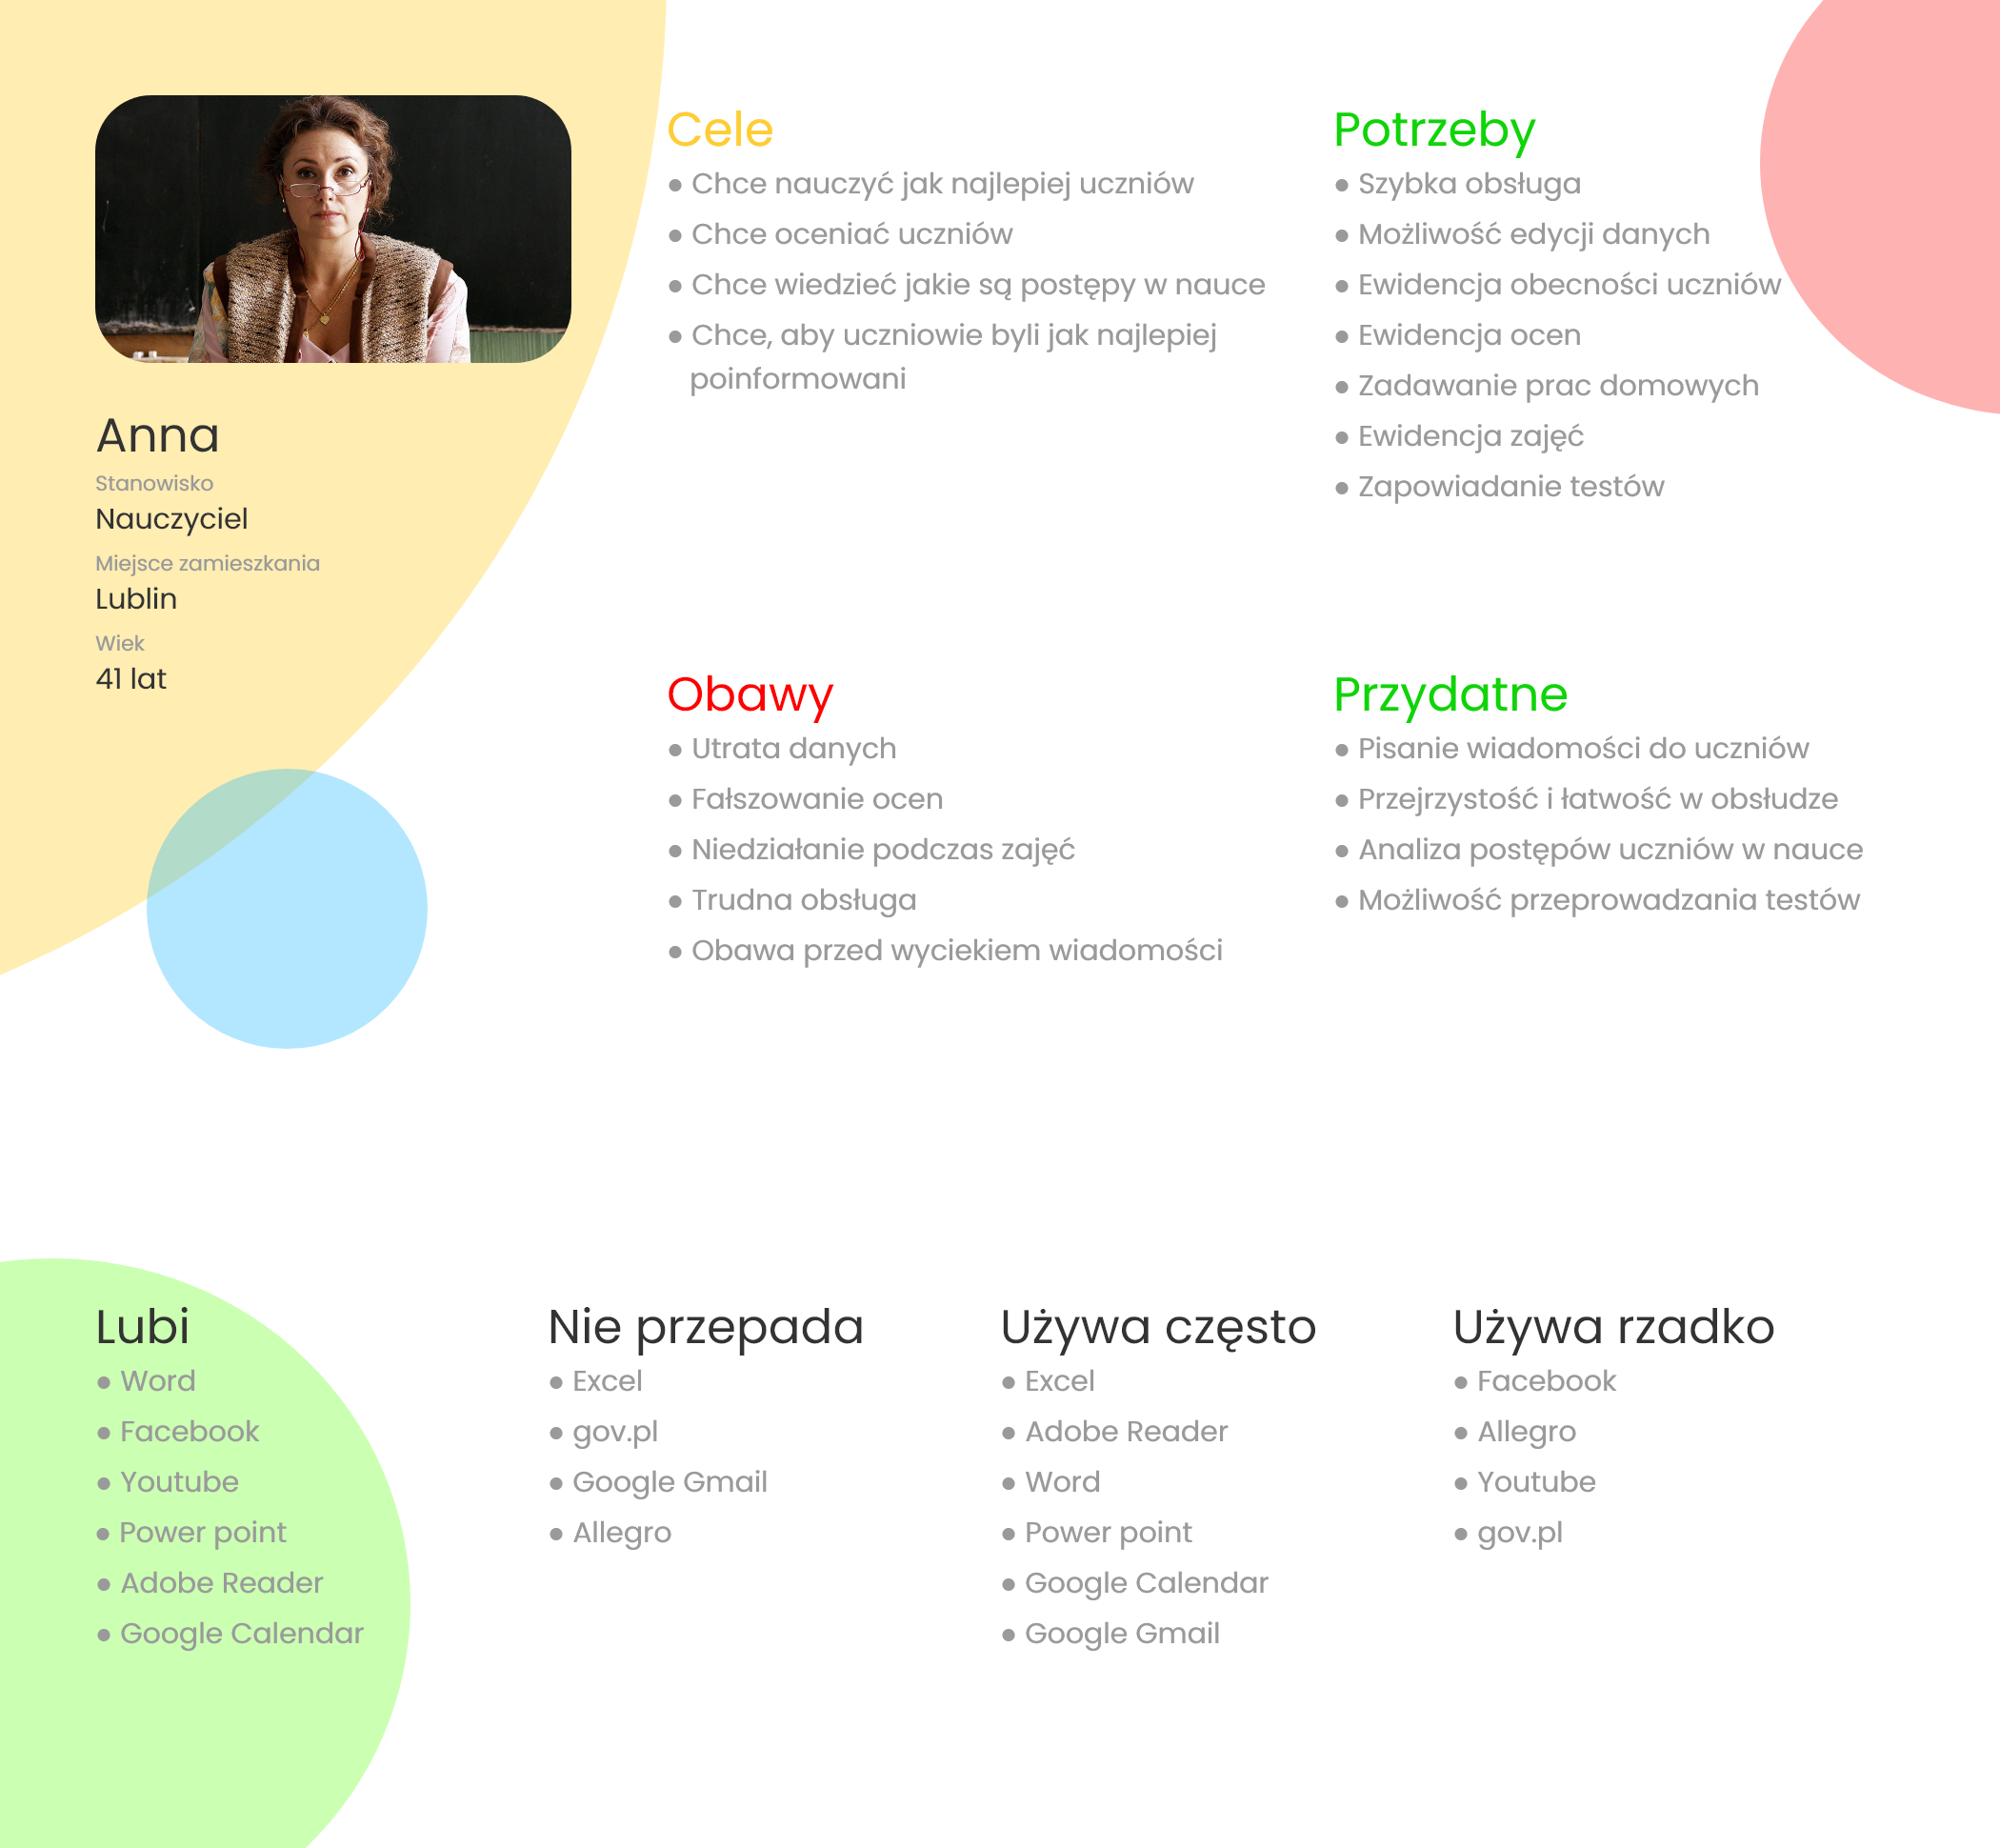 Anna
Stanowisko
Nauczyciel
Miejsce zamieszkania
Lublin
Wiek
41 lat
Cele
● Chce nauczyć jak najlepiej uczniów
● Chce oceniać uczniów
● Chce wiedzieć jakie są postępy w nauce
● Chce, aby uczniowie byli jak najlepiej
poinformowani
Potrzeby
● Szybka obsługa
● Możliwość edycji danych
● Ewidencja obecności uczniów
● Ewidencja ocen
● Zadawanie prac domowych
● Ewidencja zajęć
● Zapowiadanie testów
Obawy
● Utrata danych
● Fałszowanie ocen
● Niedziałanie podczas zajęć
● Trudna obsługa
● Obawa przed wyciekiem wiadomości
Przydatne
● Pisanie wiadomości do uczniów
● Przejrzystość i łatwość w obsłudze
● Analiza postępów uczniów w nauce
● Możliwość przeprowadzania testów
Lubi
● Word
● Facebook
● Youtube
● Power point
● Adobe Reader
● Google Calendar
Nie przepada
● Excel
● gov.pl
● Google Gmail
● Allegro
Używa często
● Excel
● Adobe Reader
● Word
● Power point
● Google Calendar
● Google Gmail
Używa rzadko
● Facebook
● Allegro
● Youtube
● gov.pl